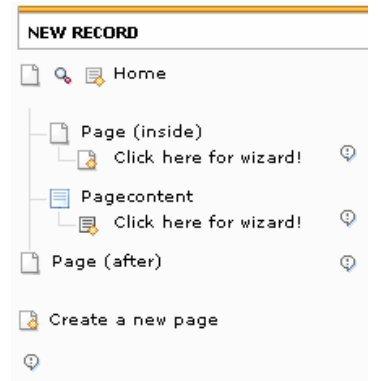 NEW RECORD
Home
Page (inside)
Click here for wizard!
Pagecontent
Click here for wizard!
Page (after)
Create a new page